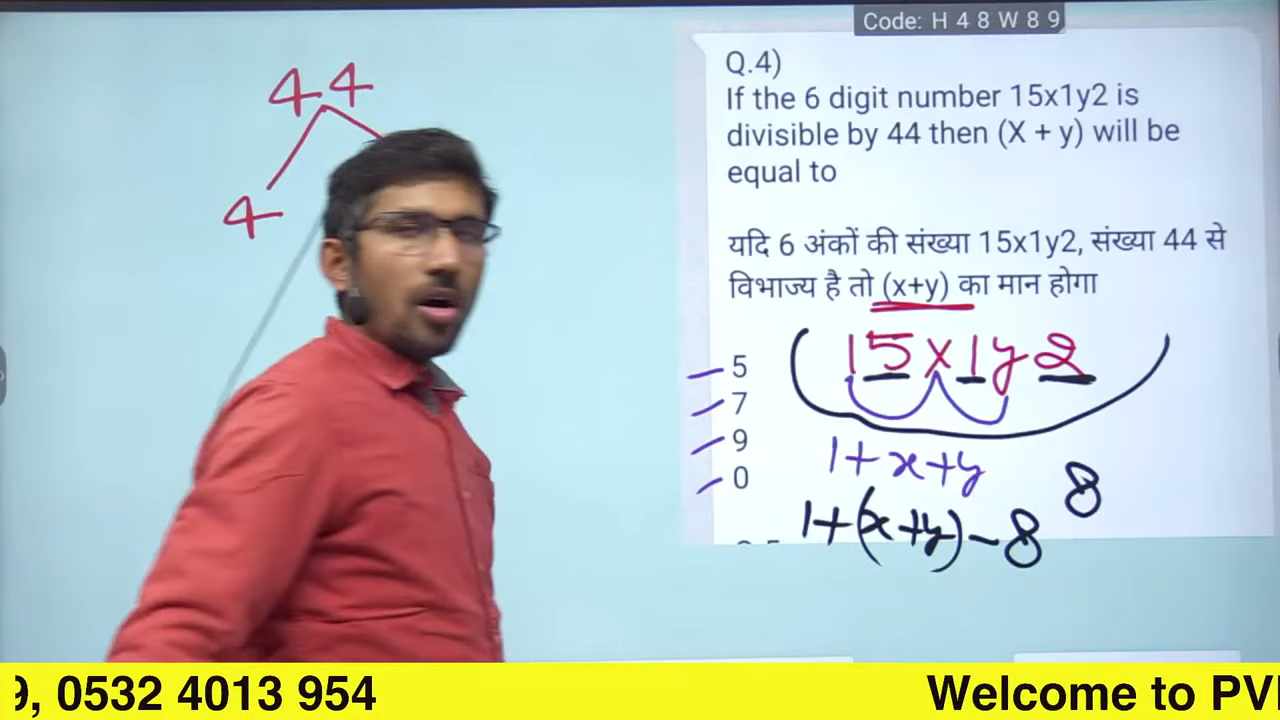 Code: H 4 8 W 8 9
44
4
Q.4)
If the 6 digit number 15x1y2 is
divisible by 44 then (X + y) will be
equal to
यदि 6 अंकों की संख्या 15x1y2, संख्या 44 से
विभाज्य है तो (x+y) का मान होगा
15x1y2
5
7
9
0
1+x+y
8
1+(x+y)-8
9, 0532 4013 954
Welcome to